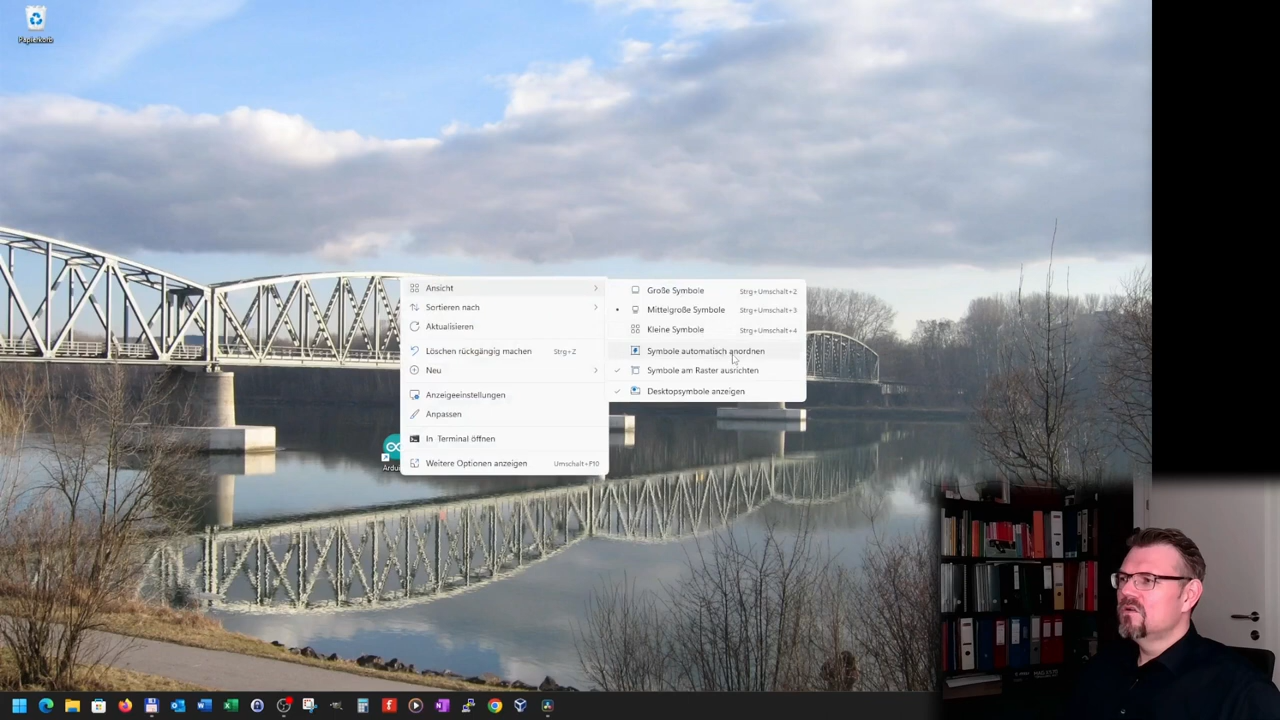 Papierkorb
Ansicht
Sortieren nach
Aktualisieren
Löschen rückgängig machen Strg+Z
Neu
Anzeigeeinstellungen
Anpassen
In Terminal öffnen
Weitere Optionen anzeigen Umschalt+F10
Große Symbole Strg+Umschalt+2
Mittelgroße Symbole Strg+Umschalt+3
Kleine Symbole Strg+Umschalt+4
Symbole automatisch anordnen
Symbole am Raster ausrichten
Desktopsymbole anzeigen